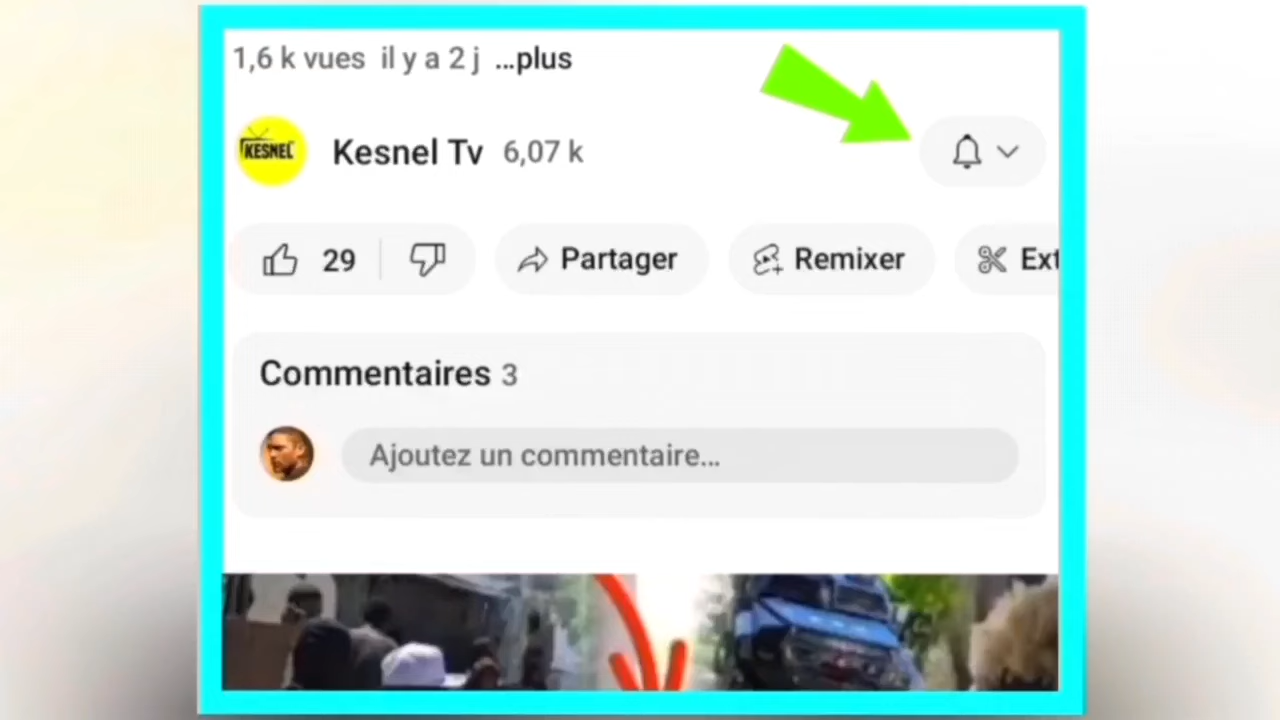 1,6 k vues il y a 2 j ...plus
KESNEL
Kesnel Tv 6,07 k
29 Partager Remixer Ext
Commentaires 3
Ajoutez un commentaire...